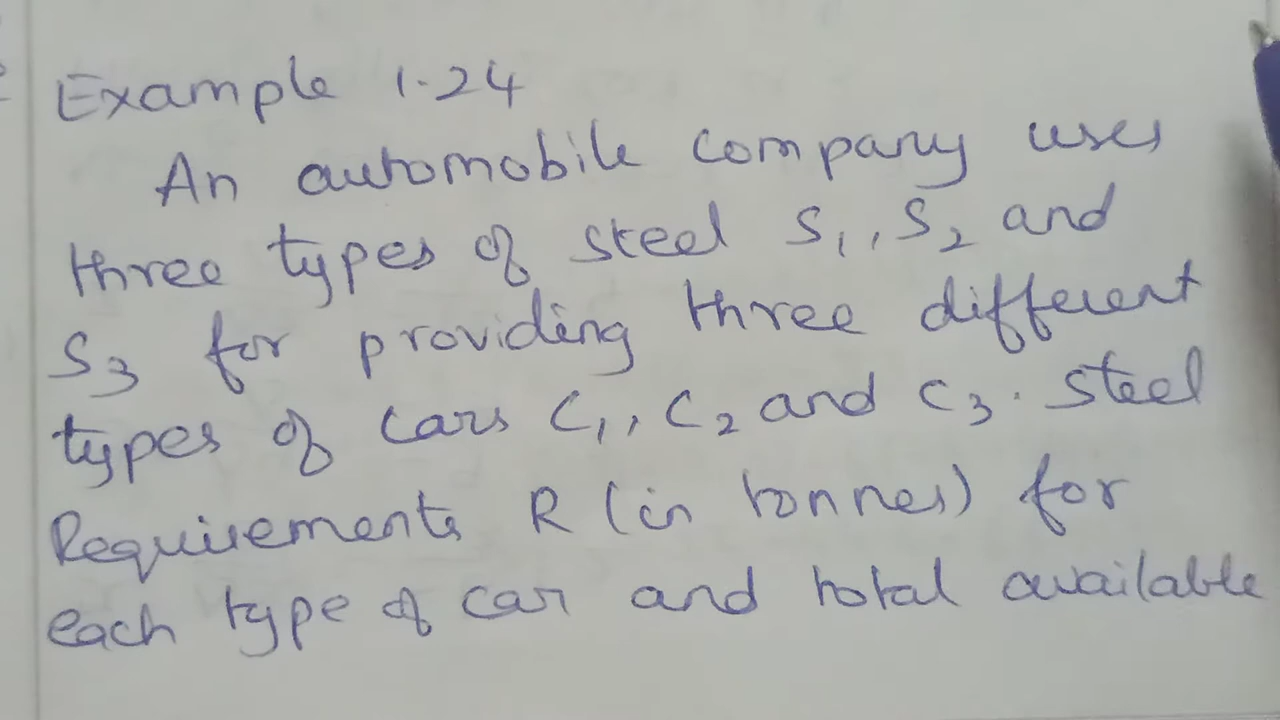 Example 1.24
An automobile company uses
three types of steel S1, S2 and
S3 for providing three different
types of cars C1, C2 and C3. Steel
Requirements R (in tonnes) for
each type of car and total available